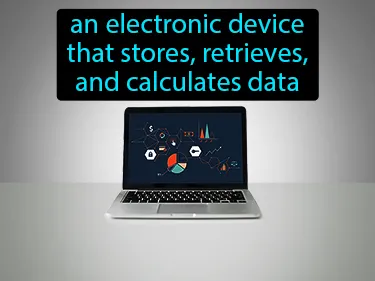 an electronic device
that stores, retrieves,
and calculates data